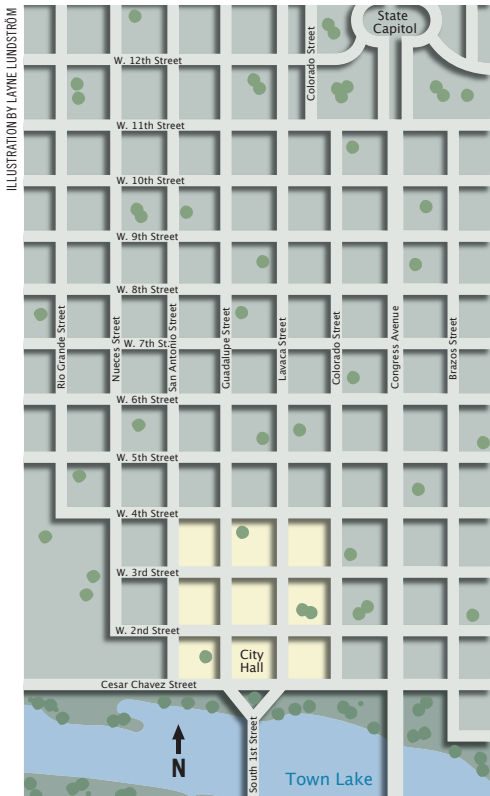 ILLUSTRATION BY LAYNE LUNDSTRÖM
State
Capitol
Colorado Street
W. 12th Street
W. 11th Street
W. 10th Street
W. 9th Street
W. 8th Street
Rio Grande Street
Nueces Street
San Antonio Street
Guadalupe Street
Lavaca Street
Colorado Street
Congress Avenue
Brazos Street
W. 7th St.
W. 6th Street
W. 5th Street
W. 4th Street
W. 3rd Street
W. 2nd Street
City
Hall
Cesar Chavez Street
South 1st Street
N
Town Lake